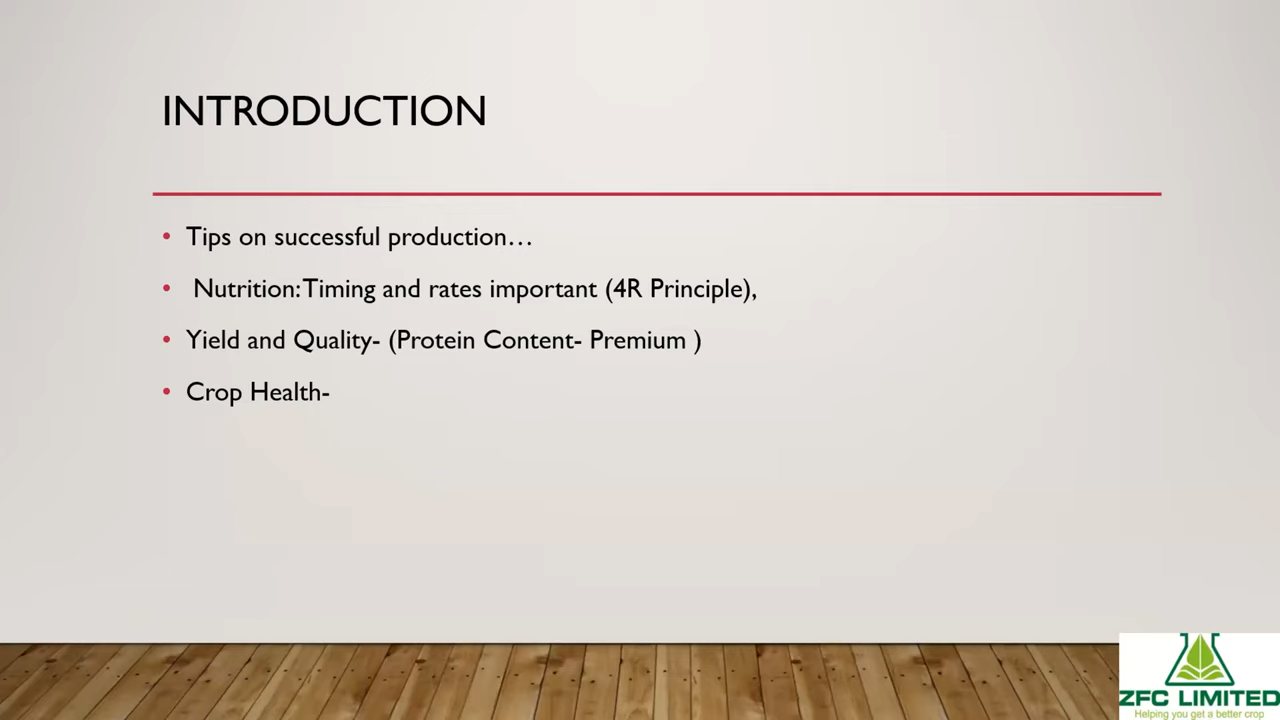 INTRODUCTION
• Tips on successful production…
• Nutrition: Timing and rates important (4R Principle),
• Yield and Quality- (Protein Content- Premium )
• Crop Health-
ZFC LIMITED
Helping you get a better crop